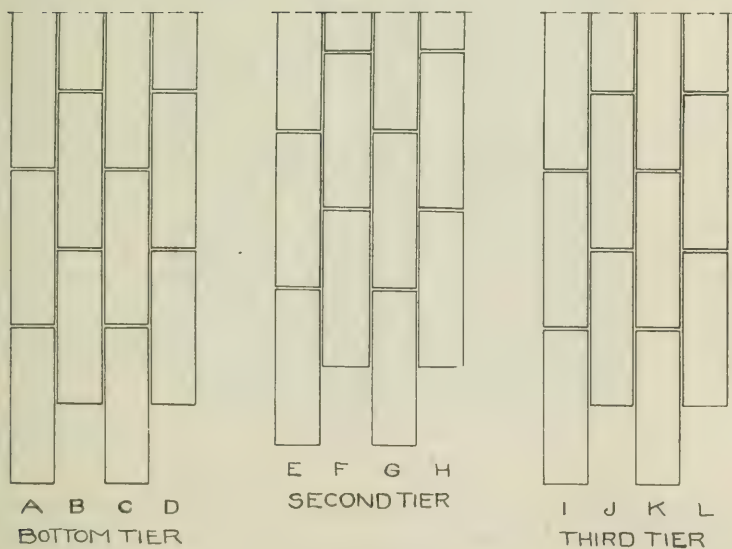 A B C D
BOTTOM TIER
E F G H
SECOND TIER
I J K L
THIRD TIER